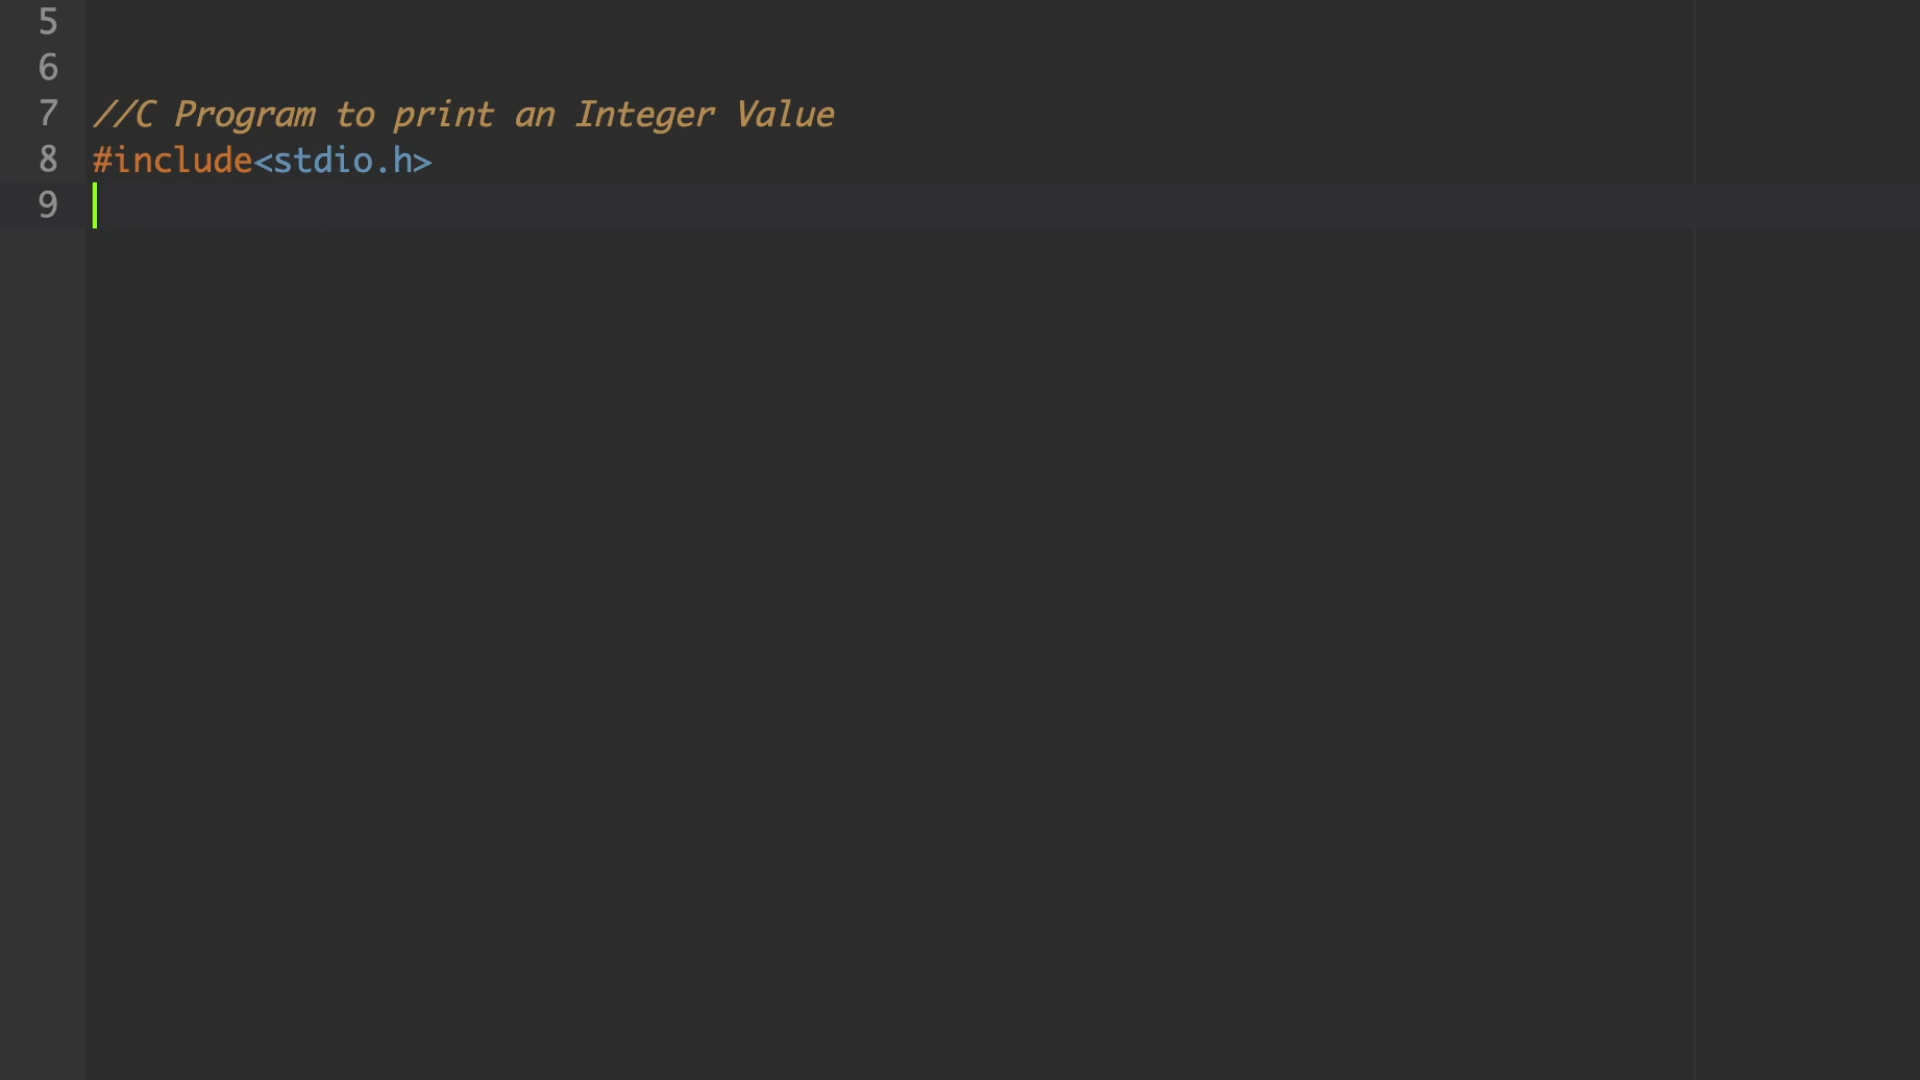 5
6
7 //C Program to print an Integer Value
8 #include<stdio.h>
9